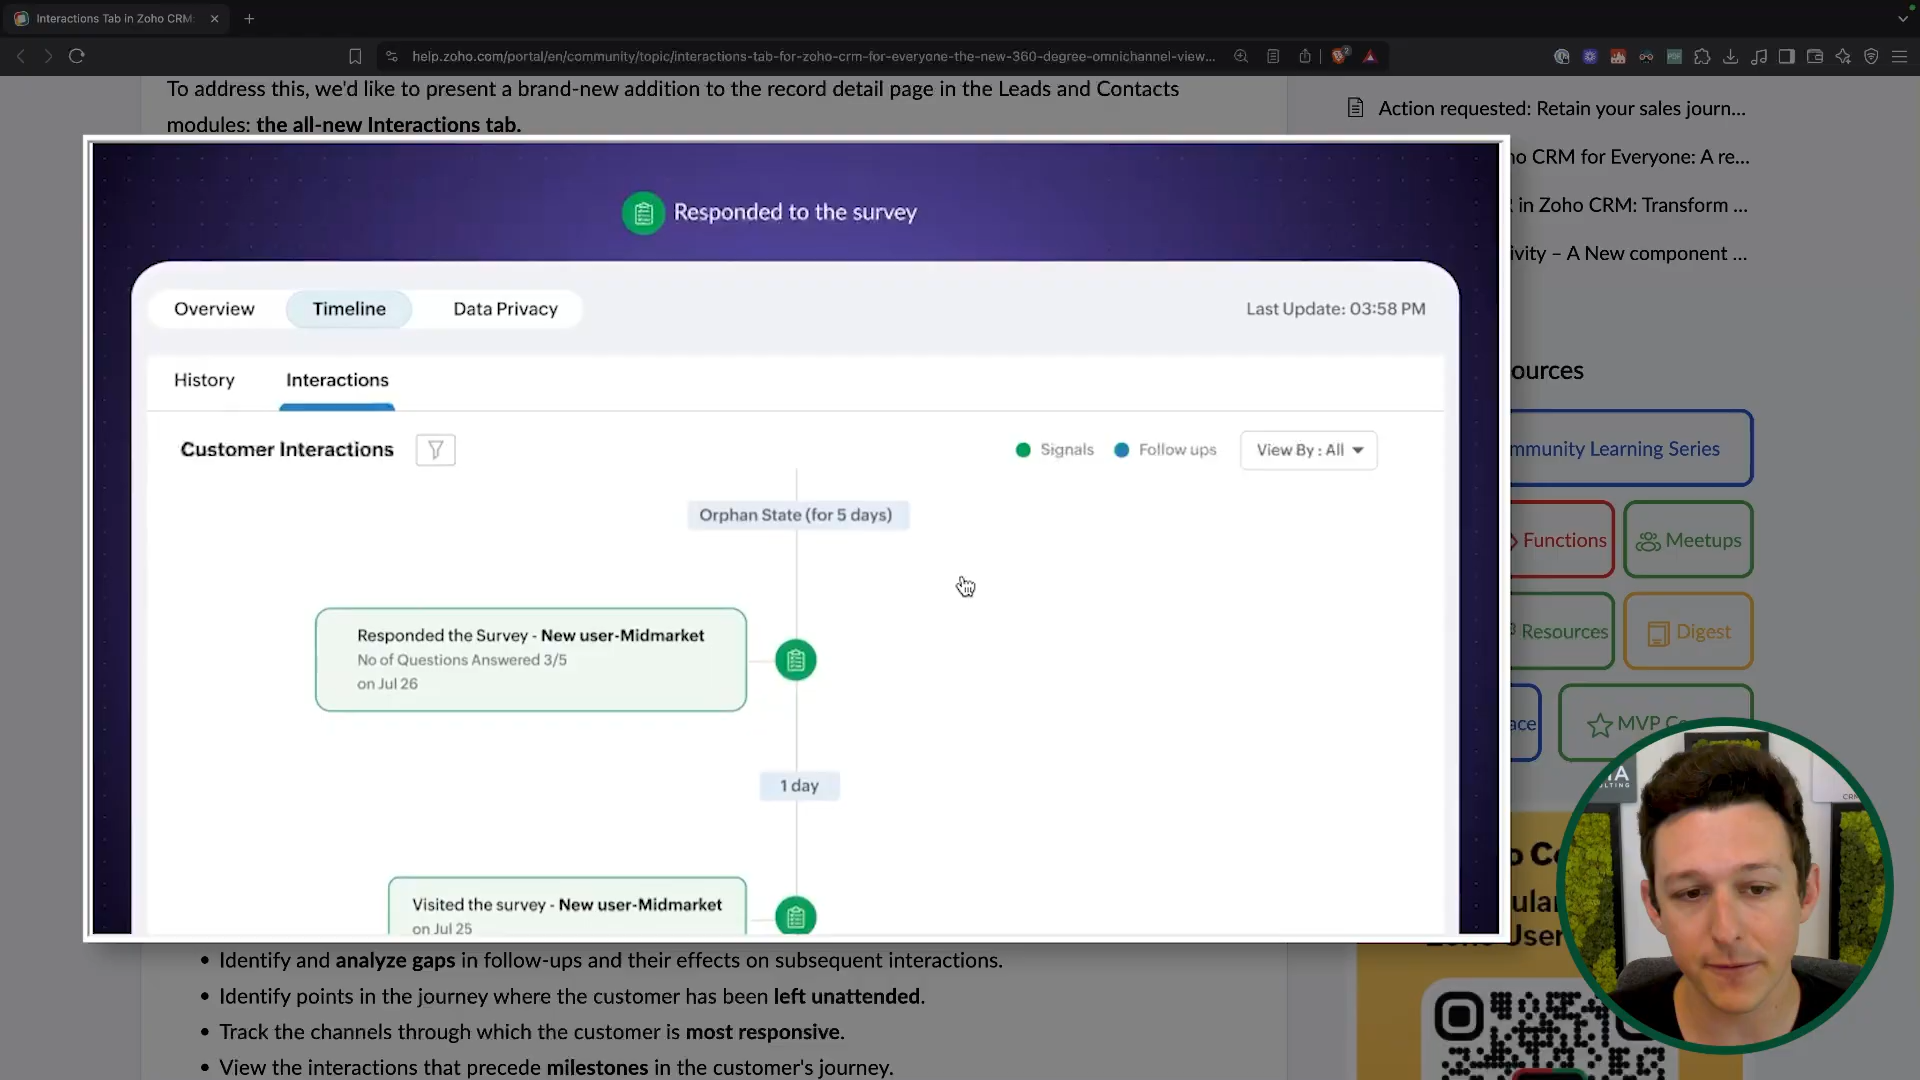 Interactions Tab in Zoho CRM
help.zoho.com/portal/en/community/topic/interactions-tab-for-zoho-crm-for-everyone-the-new-360-degree-omnichannel-view...
2
To address this, we'd like to present a brand-new addition to the record detail page in the Leads and Contacts
modules: the all-new Interactions tab.
Action requested: Retain your sales journ...
CRM for Everyone: A re...
in Zoho CRM: Transform ...
– A New component ...
Responded to the survey
Overview
Timeline
Data Privacy
Last Update: 03:58 PM
History
Interactions
Customer Interactions
Signals
Follow ups
View By : All
Orphan State (for 5 days)
Responded the Survey - New user-Midmarket
No of Questions Answered 3/5
on Jul 26
1 day
Visited the survey - New user-Midmarket
on Jul 25
Learning Series
Functions
Meetups
Resources
Digest
MVP
Identify and analyze gaps in follow-ups and their effects on subsequent interactions.
Identify points in the journey where the customer has been left unattended.
Track the channels through which the customer is most responsive.
View the interactions that precede milestones in the customer's journey.